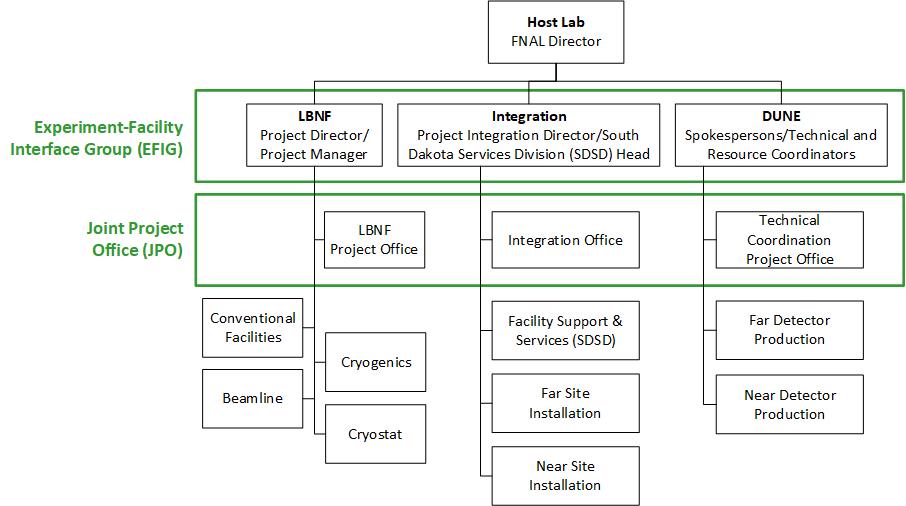 Host Lab
FNAL Director
Experiment-Facility
Interface Group (EFIG)
LBNF
Project Director/
Project Manager
Integration
Project Integration Director/South
Dakota Services Division (SDSD) Head
DUNE
Spokespersons/Technical and
Resource Coordinators
Joint Project
Office (JPO)
LBNF
Project Office
Integration Office
Technical
Coordination
Project Office
Conventional
Facilities
Cryogenics
Beamline
Cryostat
Facility Support &
Services (SDSD)
Far Site
Installation
Near Site
Installation
Far Detector
Production
Near Detector
Production